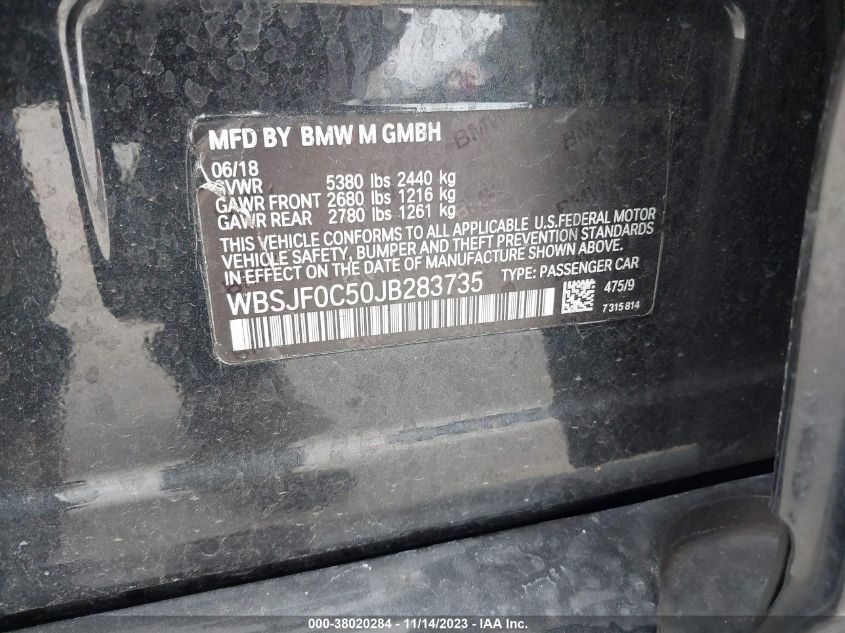 MFD BY BMW M GMBH
06/18
GVWR 5380 lbs 2440 kg
GAWR FRONT 2680 lbs 1216 kg
GAWR REAR 2780 lbs 1261 kg
THIS VEHICLE CONFORMS TO ALL APPLICABLE U.S.FEDERAL MOTOR
VEHICLE SAFETY, BUMPER AND THEFT PREVENTION STANDARDS
IN EFFECT ON THE DATE OF MANUFACTURE SHOWN ABOVE.
WBSJF0C50JB283735 TYPE: PASSENGER CAR
475/9
7 315 814
000-38020284 - 11/14/2023 - IAA Inc.